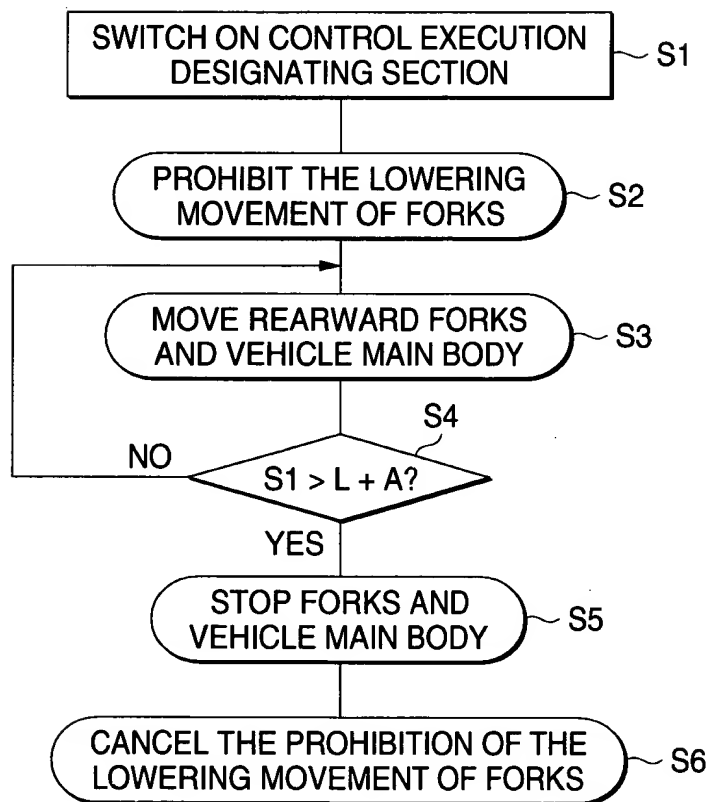 SWITCH ON CONTROL EXECUTION
DESIGNATING SECTION
S1
PROHIBIT THE LOWERING
MOVEMENT OF FORKS
S2
MOVE REARWARD FORKS
AND VEHICLE MAIN BODY
S3
S4
NO
S1 > L + A?
YES
STOP FORKS AND
VEHICLE MAIN BODY
S5
CANCEL THE PROHIBITION OF THE
LOWERING MOVEMENT OF FORKS
S6